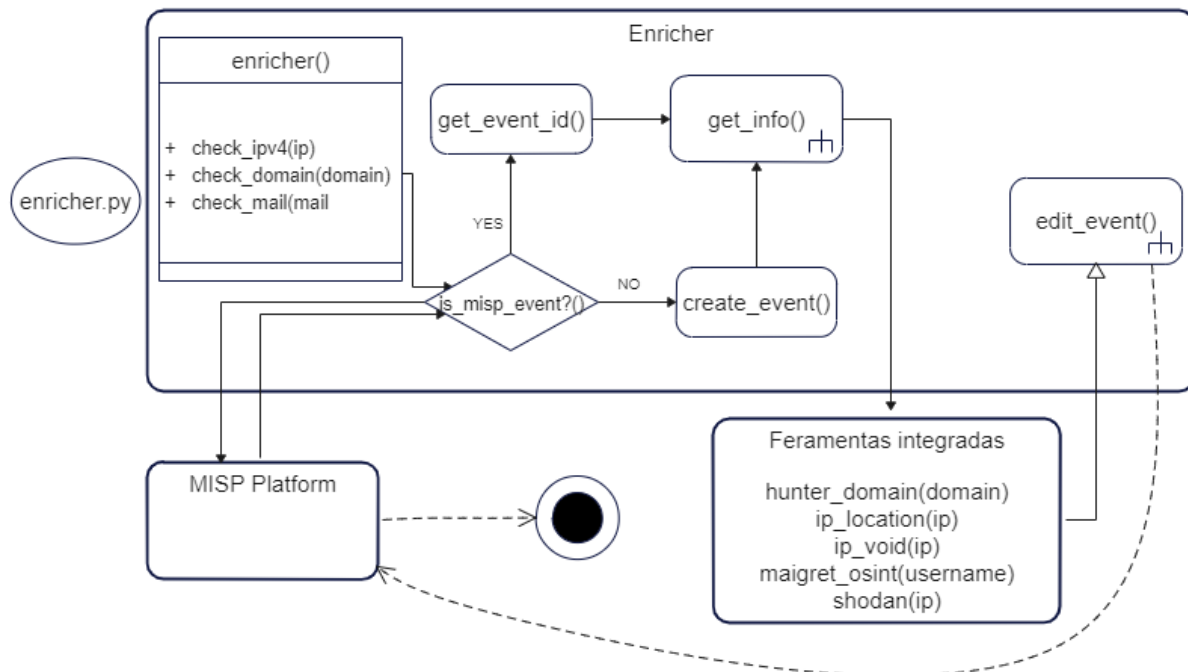 Enricher
enricher()
+ check_ipv4(ip)
+ check_domain(domain)
+ check_mail(mail
enricher.py
get_event_id()
get_info()
edit_event()
YES
is_misp_event?()
NO
create_event()
MISP Platform
Feramentas integradas
hunter_domain(domain)
ip_location(ip)
ip_void(ip)
maigret_osint(username)
shodan(ip)